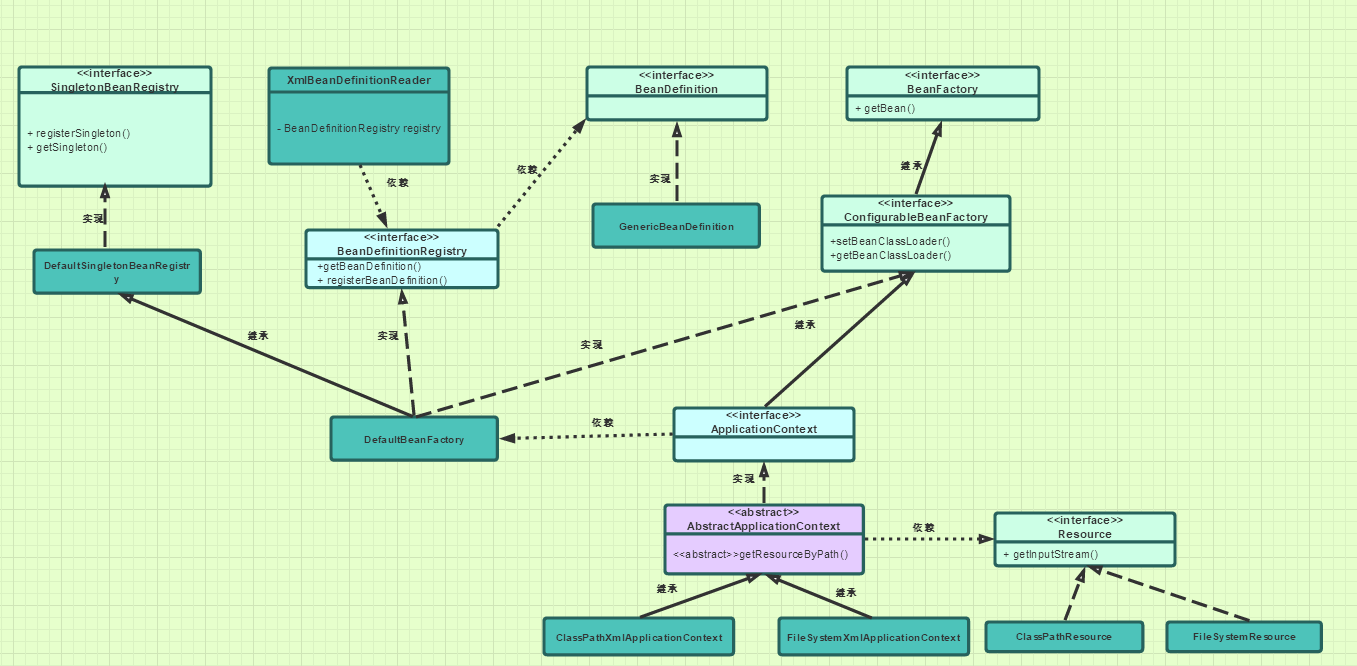 <<interface>>
SingletonBeanRegistry
+ registerSingleton()
+ getSingleton()
XmlBeanDefinitionReader
- BeanDefinitionRegistry registry
<<interface>>
BeanDefinition
<<interface>>
BeanFactory
+ getBean()
依赖
依赖
实现
继承
实现
<<interface>>
ConfigurableBeanFactory
+setBeanClassLoader()
+getBeanClassLoader()
GenericBeanDefinition
<<interface>>
BeanDefinitionRegistry
+getBeanDefinition()
+ registerBeanDefinition()
DefaultSingletonBeanRegistr
y
继承
实现
实现
继承
DefaultBeanFactory
依赖
<<interface>>
ApplicationContext
实现
<<abstract>>
AbstractApplicationContext
<<abstract>>getResourceByPath()
依赖
<<interface>>
Resource
+ getInputStream()
继承
继承
ClassPathXmlApplicationContext
FileSystemXmlApplicationContext
ClassPathResource
FileSystemResource